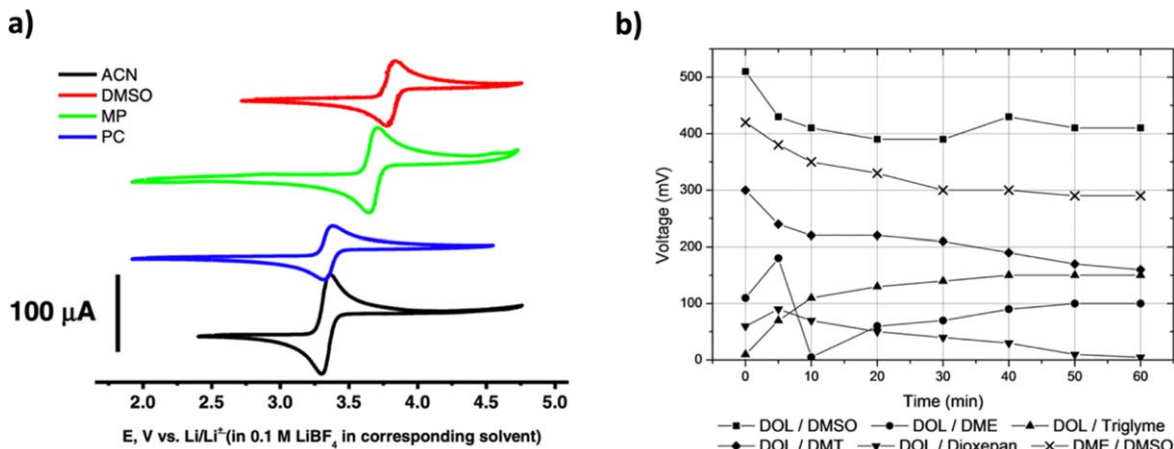 a)
ACN
DMSO
MP
PC
100 μA
2.0 2.5 3.0 3.5 4.0 4.5 5.0
E, V vs. Li/Li± (in 0.1 M LiBF₄ in corresponding solvent)
b)
Voltage (mV)
500
400
300
200
100
0
0 10 20 30 40 50 60
Time (min)
DOL / DMSO DOL / DME DOL / Triglyme
DOL / DMT DOL / Dioxepan DME / DMSO